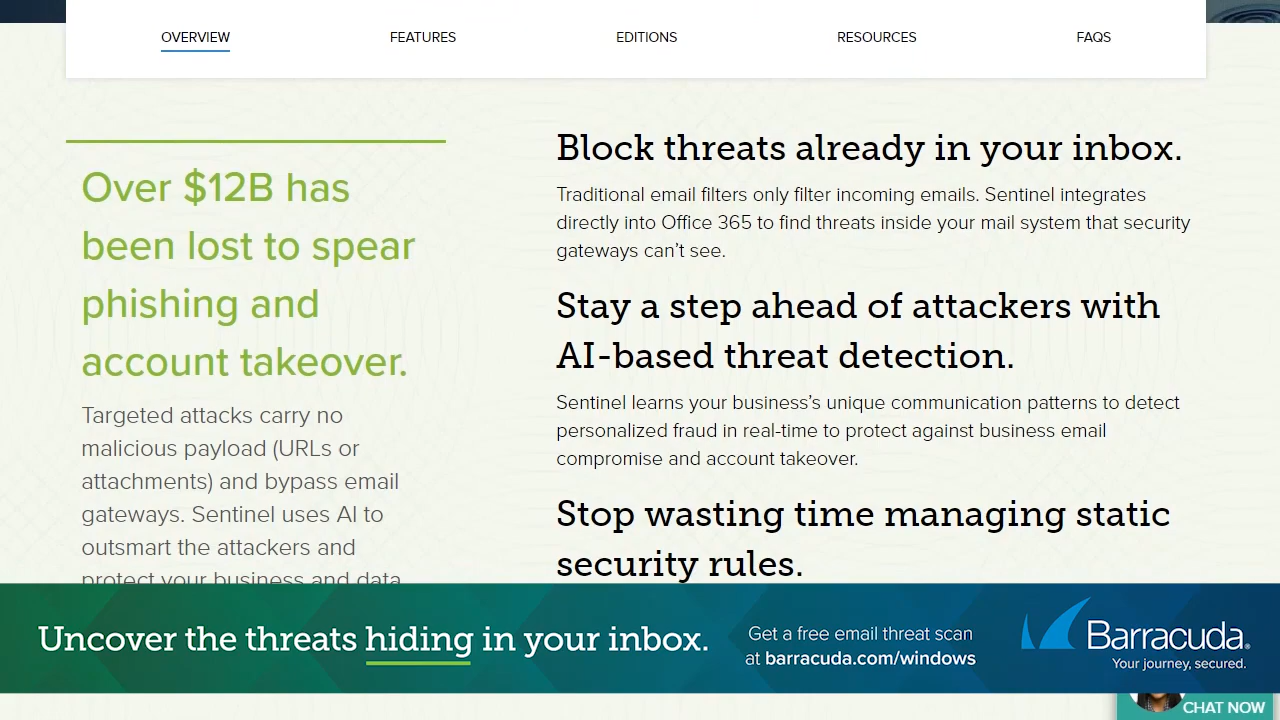 OVERVIEW
FEATURES
EDITIONS
RESOURCES
FAQS
Over $12B has
been lost to spear
phishing and
account takeover.
Targeted attacks carry no
malicious payload (URLs or
attachments) and bypass email
gateways. Sentinel uses AI to
outsmart the attackers and
protect your business and data
Block threats already in your inbox.
Traditional email filters only filter incoming emails. Sentinel integrates
directly into Office 365 to find threats inside your mail system that security
gateways can’t see.
Stay a step ahead of attackers with
AI-based threat detection.
Sentinel learns your business’s unique communication patterns to detect
personalized fraud in real-time to protect against business email
compromise and account takeover.
Stop wasting time managing static
security rules.
Uncover the threats hiding in your inbox.
Get a free email threat scan
at barracuda.com/windows
Barracuda®
Your journey, secured.
CHAT NOW